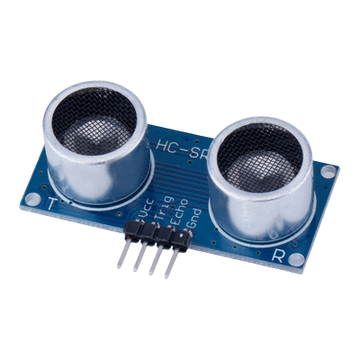 HC-SR
T
Vcc
Trig
Echo
Gnd
R